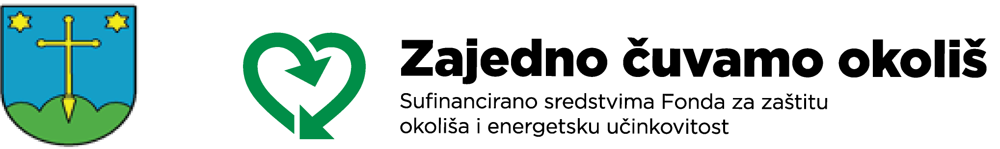 Zajedno čuvamo okoliš
Sufinancirano sredstvima Fonda za zaštitu
okoliša i energetsku učinkovitost